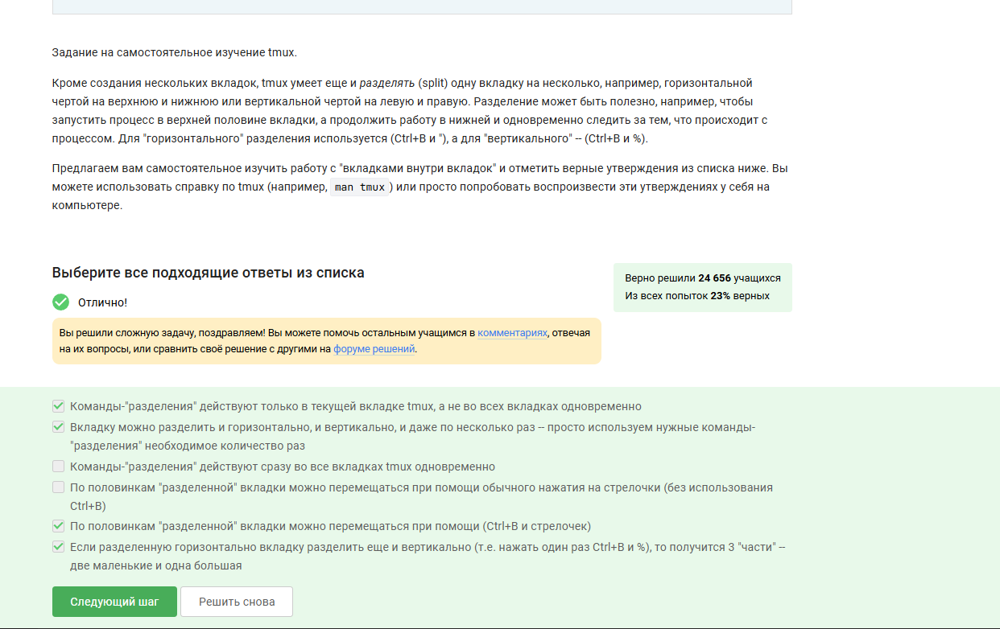 Задание на самостоятельное изучение tmux.
Кроме создания нескольких вкладок, tmux умеет еще и разделять (split) одну вкладку на несколько, например, горизонтальной
чертой на верхнюю и нижнюю или вертикальной чертой на левую и правую. Разделение может быть полезно, например, чтобы
запустить процесс в верхней половине вкладки, а продолжить работу в нижней и одновременно следить за тем, что происходит с
процессом. Для "горизонтального" разделения используется (Ctrl+B и "), а для "вертикального" -- (Ctrl+B и %).
Предлагаем вам самостоятельное изучить работу с "вкладками внутри вкладок" и отметить верные утверждения из списка ниже. Вы
можете использовать справку по tmux (например, man tmux ) или просто попробовать воспроизвести эти утверждениях у себя на
компьютере.
Выберите все подходящие ответы из списка
Верно решили 24 656 учащихся
Из всех попыток 23% верных
Отлично!
Вы решили сложную задачу, поздравляем! Вы можете помочь остальным учащимся в комментариях, отвечая
на их вопросы, или сравнить своё решение с другими на форуме решений.
Команды-"разделения" действуют только в текущей вкладке tmux, а не во всех вкладках одновременно
Вкладку можно разделить и горизонтально, и вертикально, и даже по несколько раз -- просто используем нужные команды-
"разделения" необходимое количество раз
Команды-"разделения" действуют сразу во все вкладках tmux одновременно
По половинкам "разделенной" вкладки можно перемещаться при помощи обычного нажатия на стрелочки (без использования
Ctrl+B)
По половинкам "разделенной" вкладки можно перемещаться при помощи (Ctrl+B и стрелочек)
Если разделенную горизонтально вкладку разделить еще и вертикально (т.е. нажать один раз Ctrl+B и %), то получится 3 "части" --
две маленькие и одна большая
Следующий шаг
Решить снова